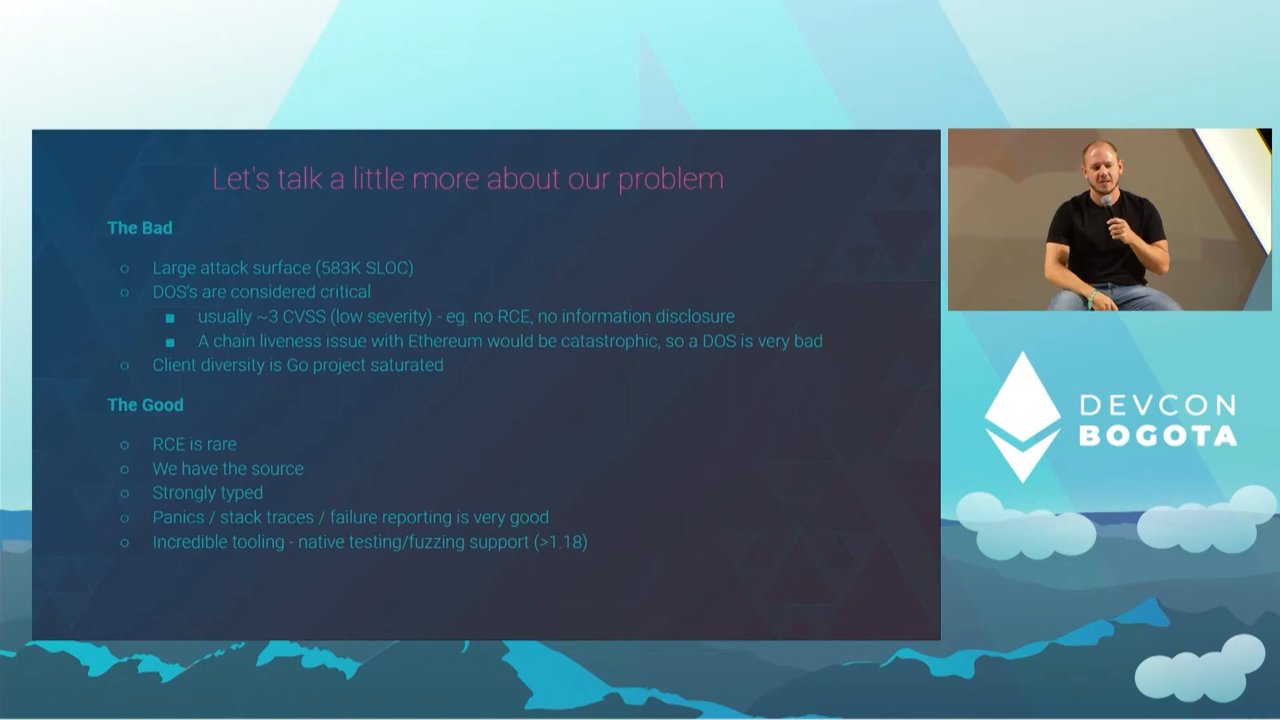 Let's talk a little more about our problem
The Bad
○ Large attack surface (583K SLOC)
○ DOS's are considered critical
■ usually ~3 CVSS (low severity) - eg. no RCE, no information disclosure
■ A chain liveness issue with Ethereum would be catastrophic, so a DOS is very bad
○ Client diversity is Go project saturated
The Good
○ RCE is rare
○ We have the source
○ Strongly typed
○ Panics / stack traces / failure reporting is very good
○ Incredible tooling - native testing/fuzzing support (>1.18)
DEVCON
BOGOTA